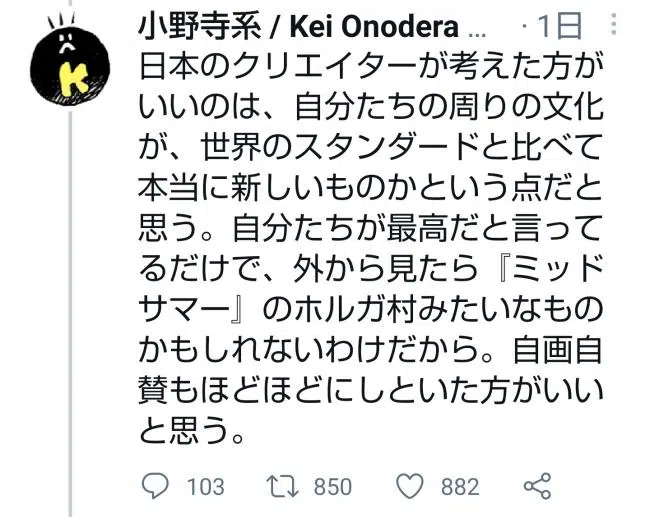 小野寺系 / Kei Onodera ... ・1日
日本のクリエイターが考えた方が
いいのは、自分たちの周りの文化
が、世界のスタンダードと比べて
本当に新しいものかという点だと
思う。自分たちが最高だと言って
るだけで、外から見たら『ミッド
サマー』のホルガ村みたいなもの
かもしれないわけだから。自画自
賛もほどほどにしといた方がいい
と思う。
103 850 882
K